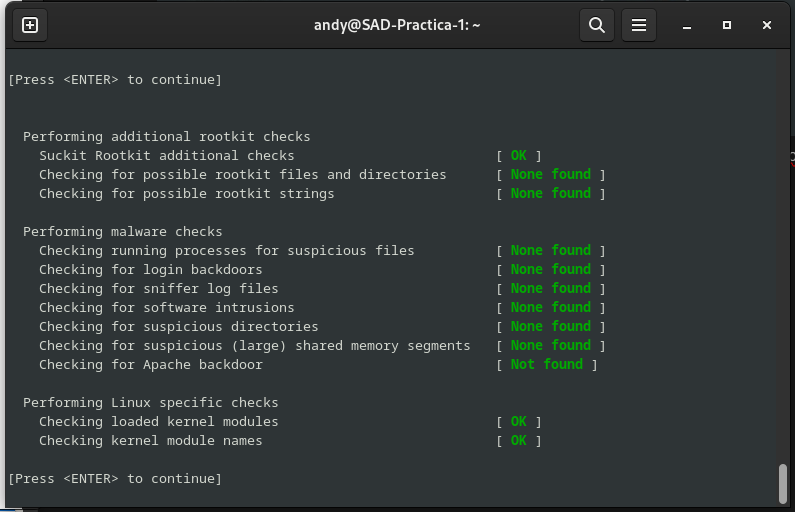 andy@SAD-Practica-1: ~
[Press <ENTER> to continue]
Performing additional rootkit checks
Suckit Rootkit additional checks [ OK ]
Checking for possible rootkit files and directories [ None found ]
Checking for possible rootkit strings [ None found ]
Performing malware checks
Checking running processes for suspicious files [ None found ]
Checking for login backdoors [ None found ]
Checking for sniffer log files [ None found ]
Checking for software intrusions [ None found ]
Checking for suspicious directories [ None found ]
Checking for suspicious (large) shared memory segments [ None found ]
Checking for Apache backdoor [ Not found ]
Performing Linux specific checks
Checking loaded kernel modules [ OK ]
Checking kernel module names [ OK ]
[Press <ENTER> to continue]